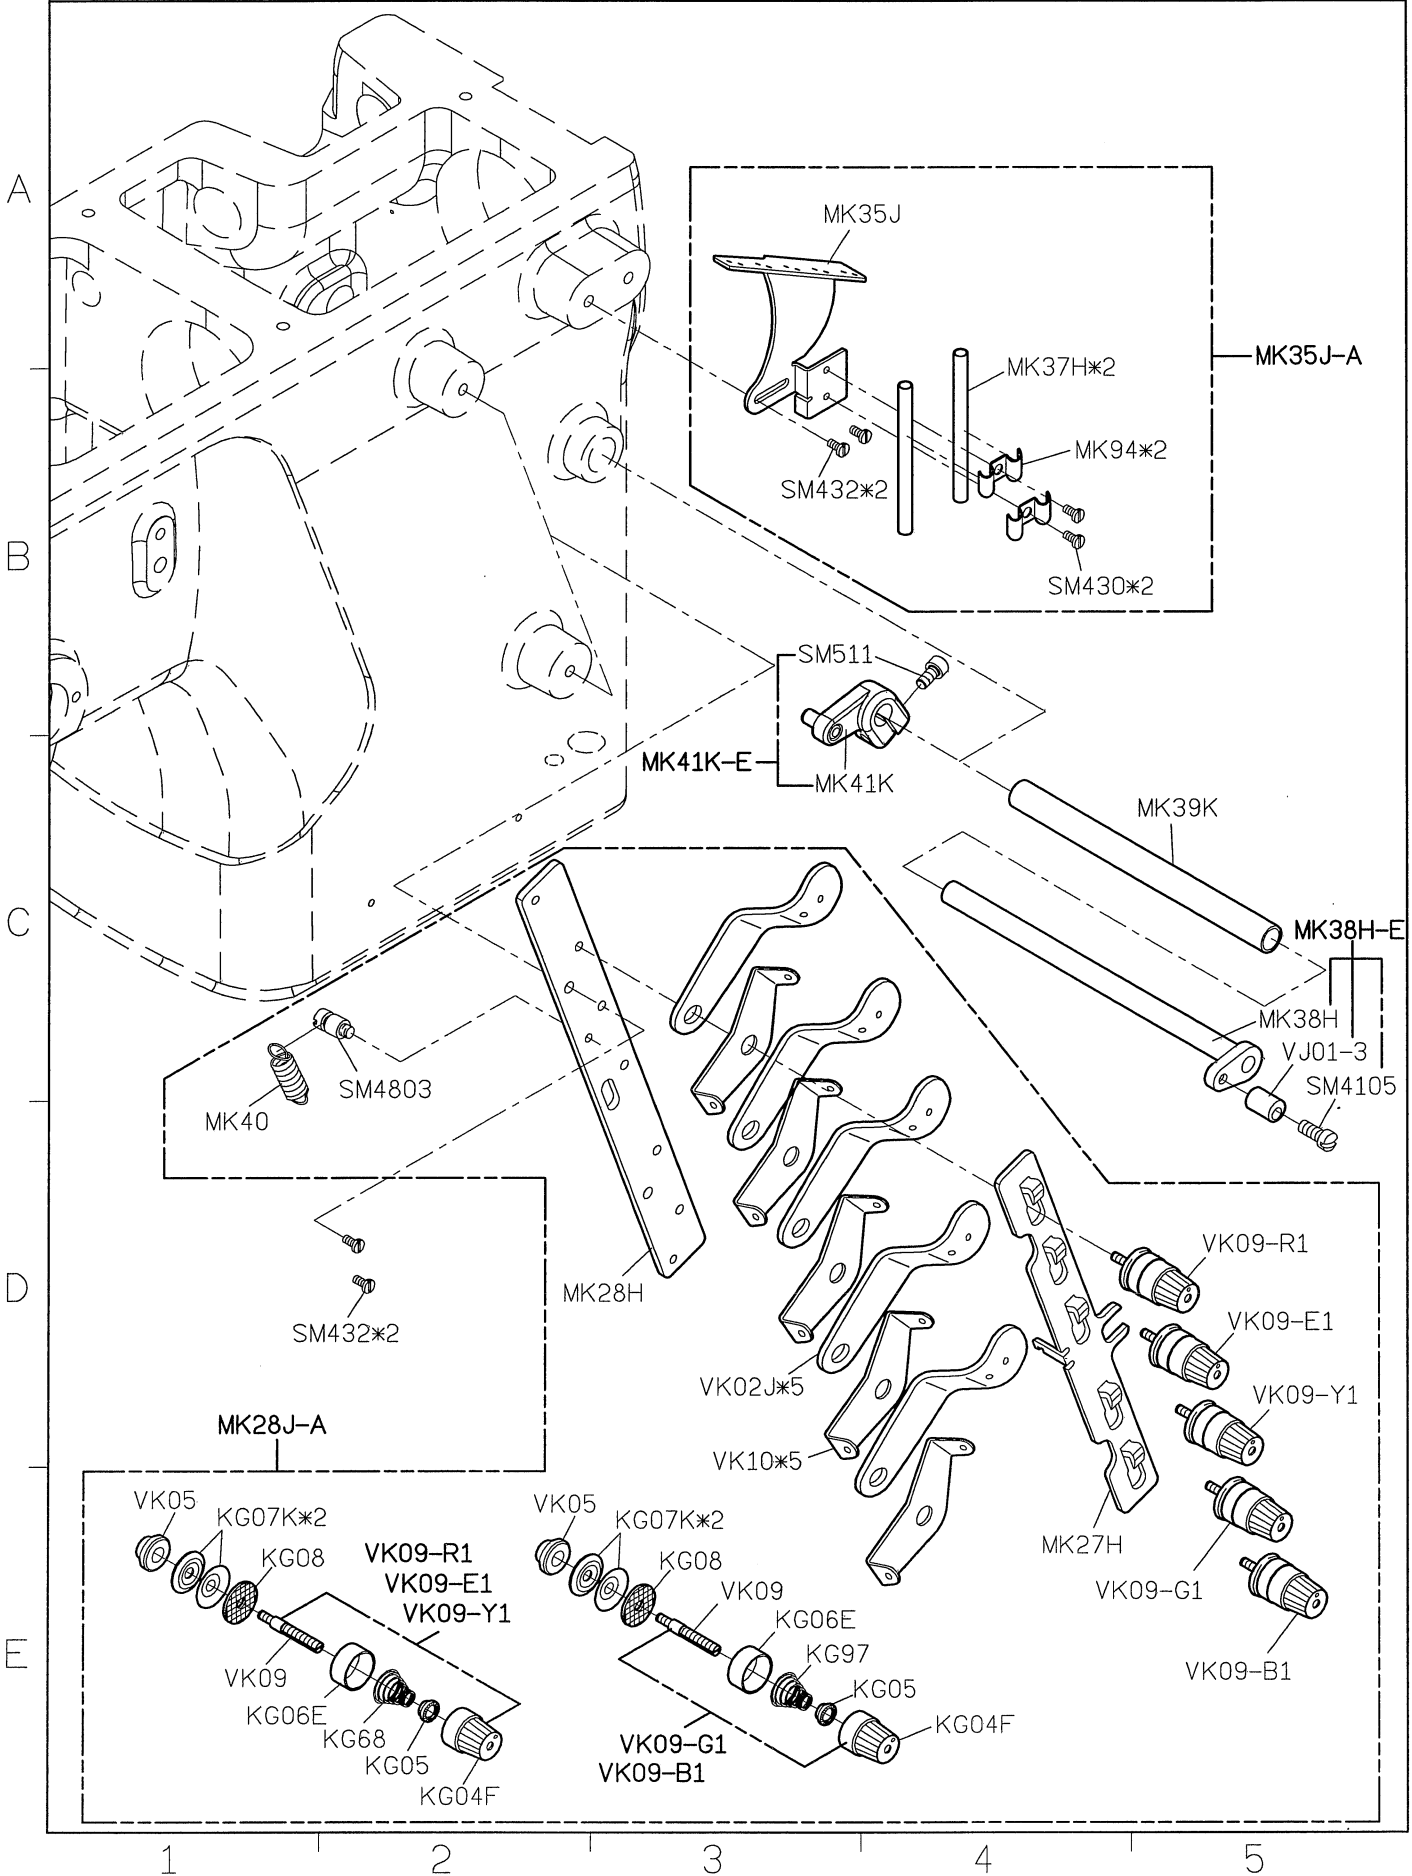 A
MK35J
MK35J-A
MK37H*2
MK94*2
SM432*2
B
SM430*2
SM511
MK41K-E
MK41K
MK39K
C
MK38H-E
MK38H
VJ01-3
SM4105
SM4803
MK40
VK09-R1
D
MK28H
SM432*2
VK09-E1
VK02J*5
VK09-Y1
MK28J-A
VK10*5
VK05
KG07K*2
KG08
VK09-R1
VK09-E1
VK09-Y1
VK05
KG07K*2
KG08
VK09
MK27H
VK09-G1
E
KG06E
KG97
VK09
KG05
VK09-B1
KG06E
KG68
KG05
KG04F
VK09-G1
VK09-B1
KG04F
1
2
3
4
5